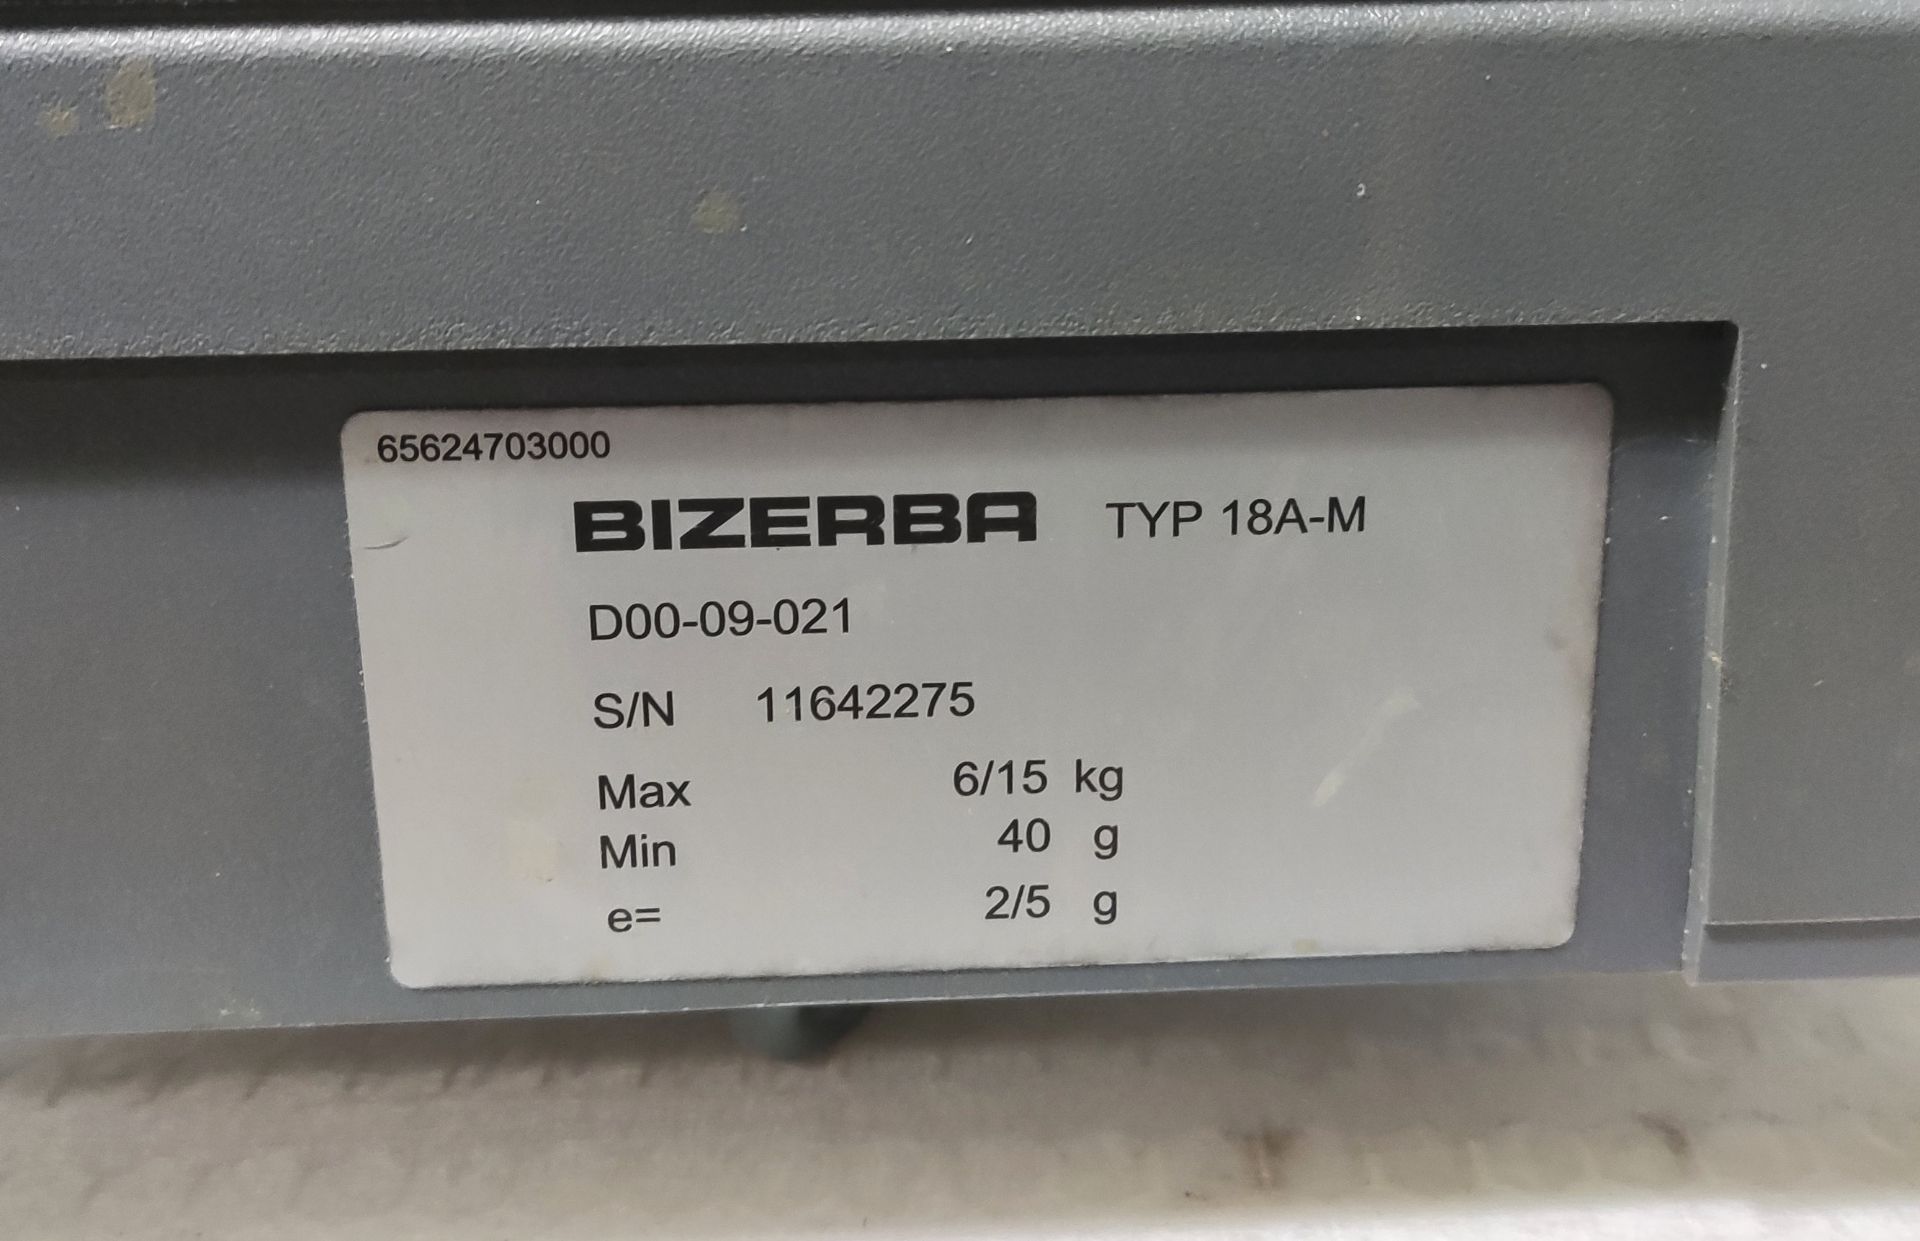 65624703000
BIZERBA TYP 18A-M
D00-09-021
S/N 11642275
Max 6/15 kg
Min 40 g
e= 2/5 g